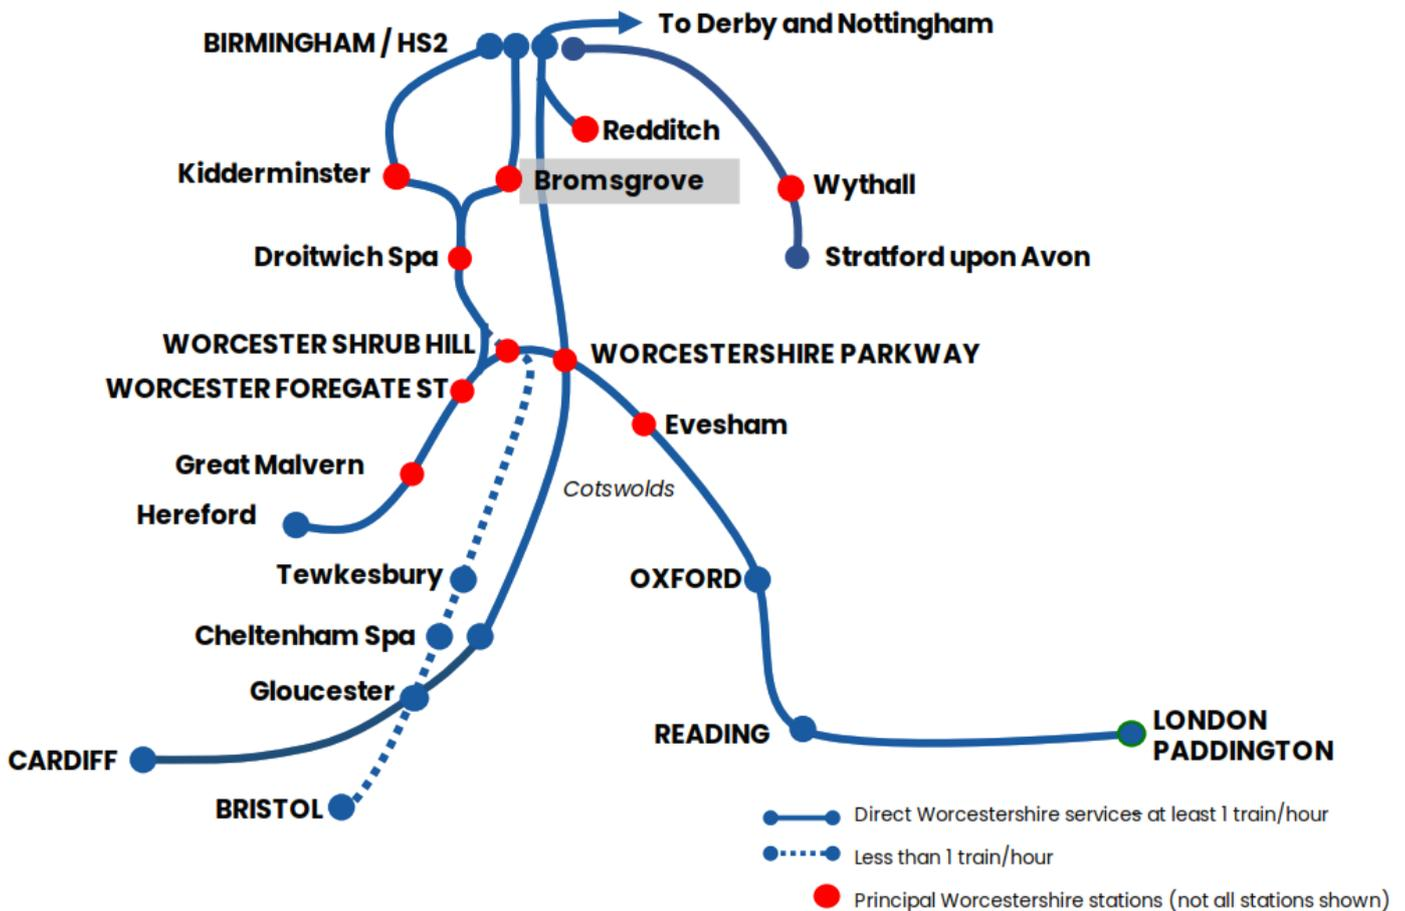 To Derby and Nottingham
BIRMINGHAM / HS2
Redditch
Kidderminster
Bromsgrove
Wythall
Droitwich Spa
Stratford upon Avon
WORCESTER SHRUB HILL
WORCESTERSHIRE PARKWAY
WORCESTER FOREGATE ST
Evesham
Great Malvern
Cotswolds
Hereford
Tewkesbury
OXFORD
Cheltenham Spa
Gloucester
READING
LONDON
PADDINGTON
CARDIFF
BRISTOL
Direct Worcestershire services at least 1 train/hour
Less than 1 train/hour
Principal Worcestershire stations (not all stations shown)